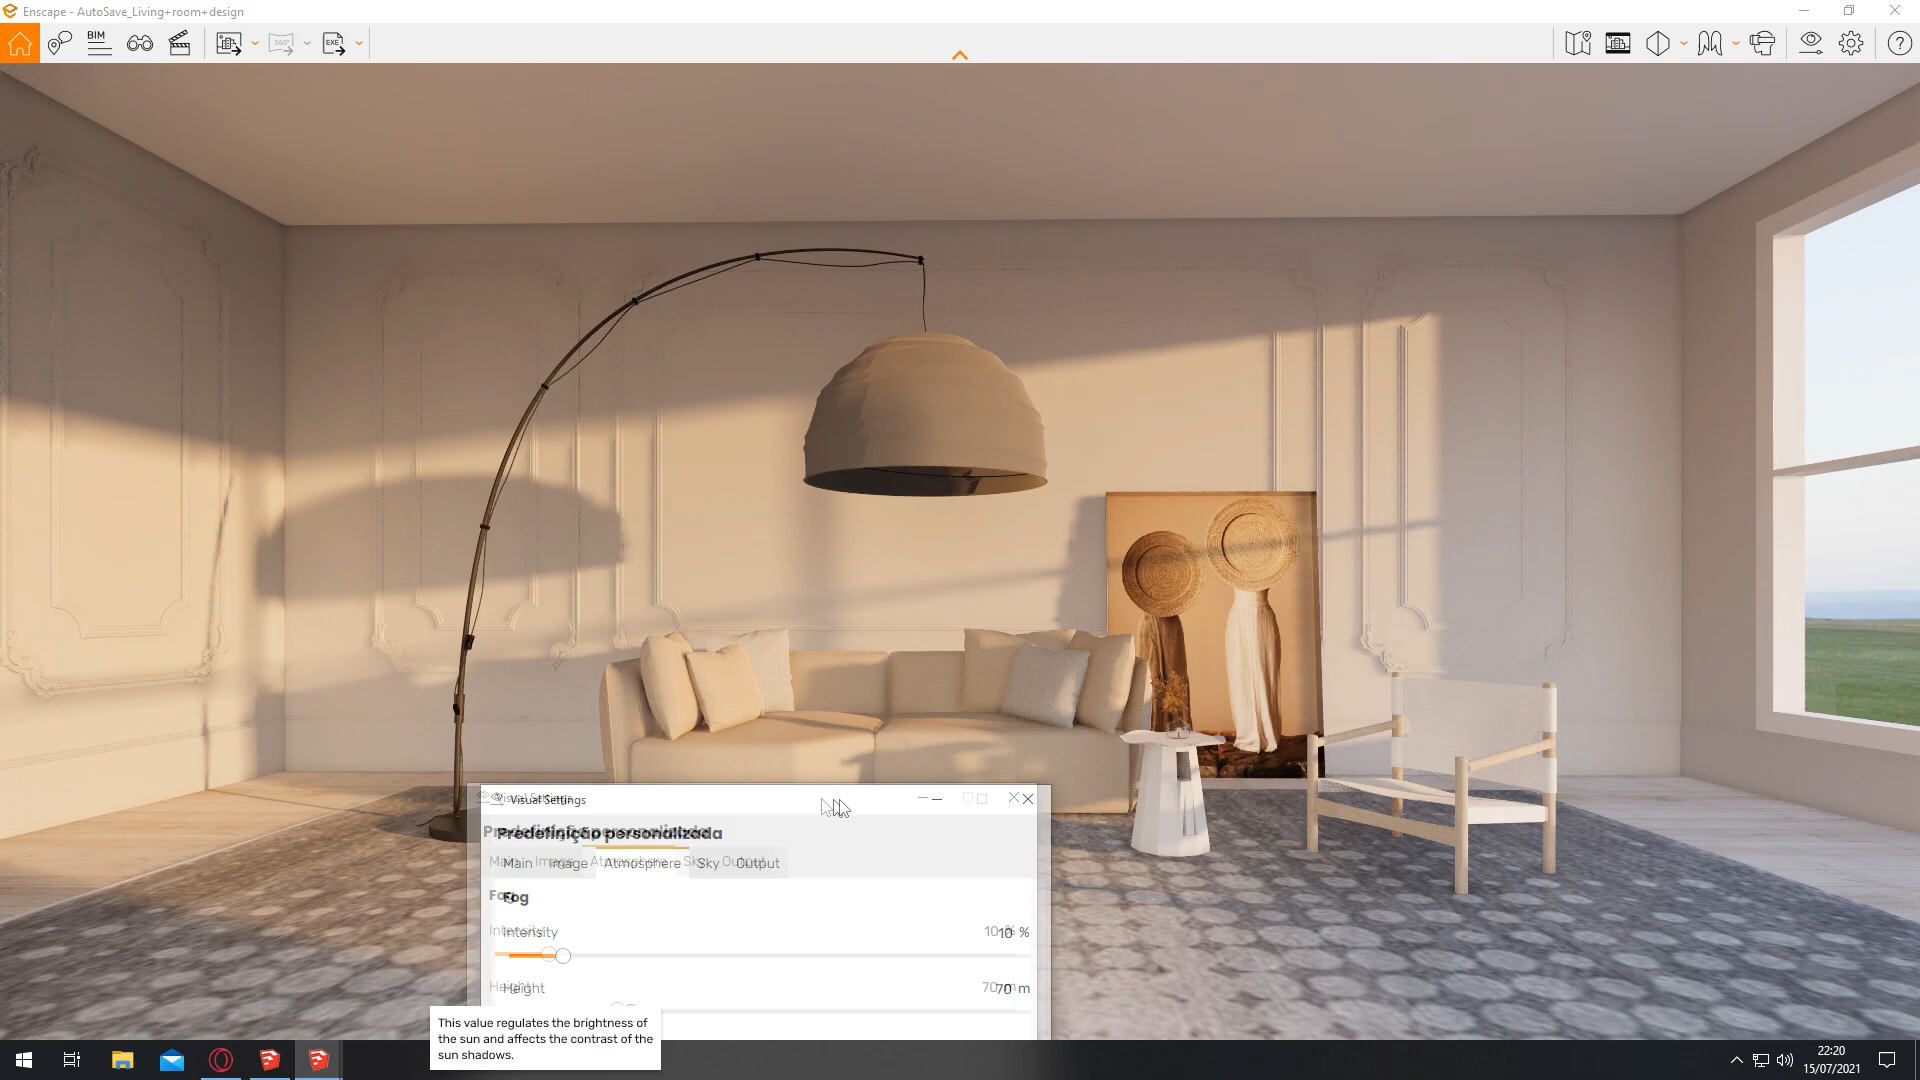 Enscape - AutoSave_Living+room+design
BIM
360°
EXE
Visual Settings
Predefinição personalizada
Main Image Atmosphere Sky Output
Fog
Intensity 10 %
Height 70 m
This value regulates the brightness of
the sun and affects the contrast of the
sun shadows.
22:20
15/07/2021